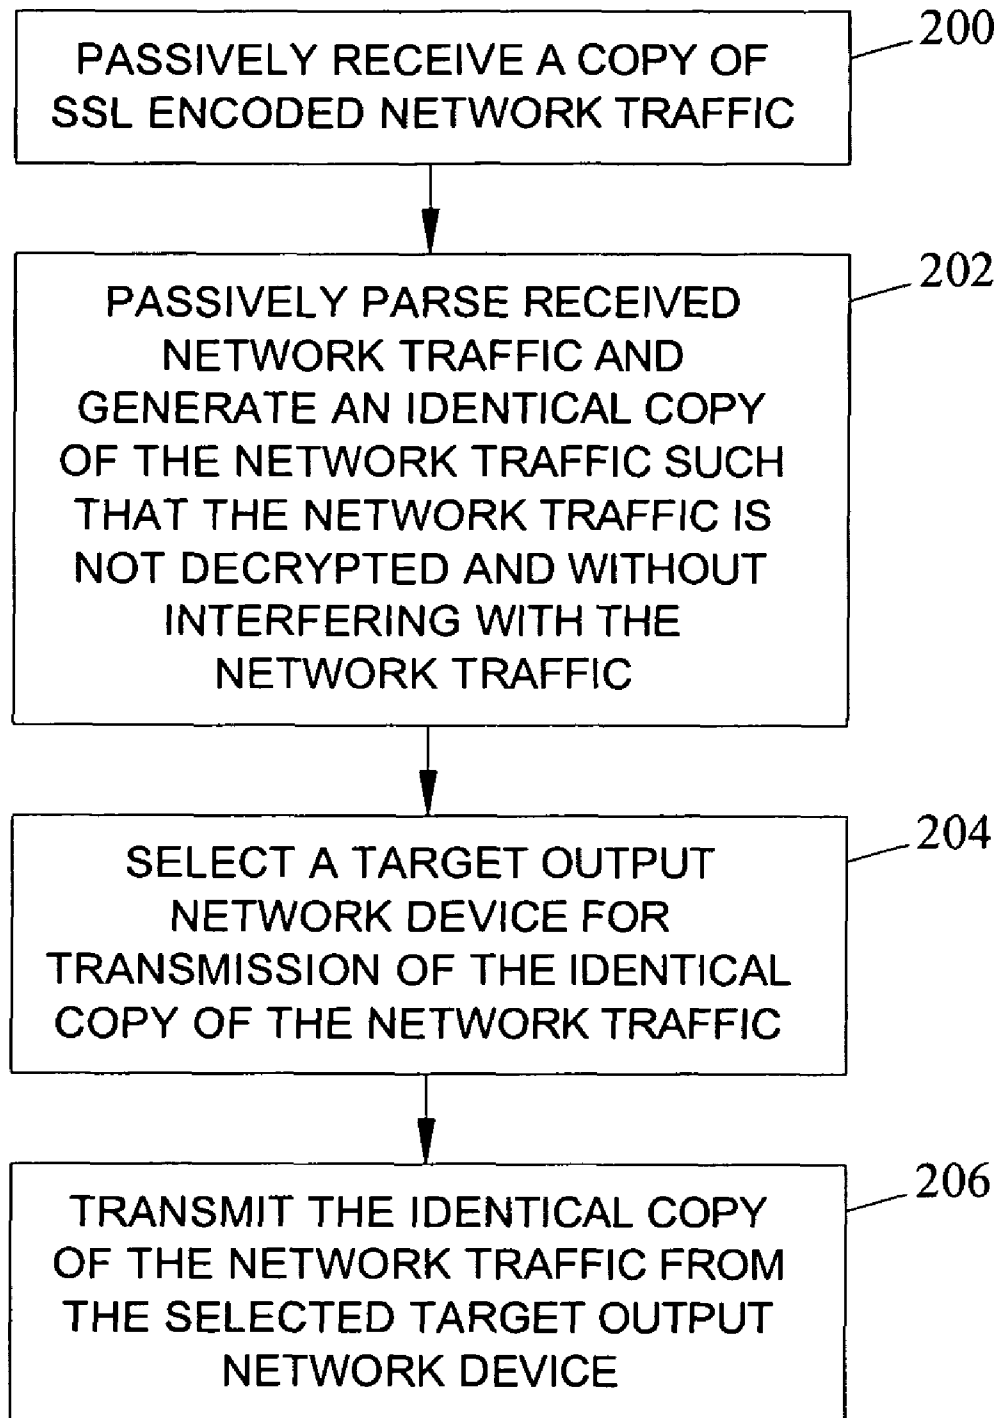 200
PASSIVELY RECEIVE A COPY OF
SSL ENCODED NETWORK TRAFFIC
202
PASSIVELY PARSE RECEIVED
NETWORK TRAFFIC AND
GENERATE AN IDENTICAL COPY
OF THE NETWORK TRAFFIC SUCH
THAT THE NETWORK TRAFFIC IS
NOT DECRYPTED AND WITHOUT
INTERFERING WITH THE
NETWORK TRAFFIC
204
SELECT A TARGET OUTPUT
NETWORK DEVICE FOR
TRANSMISSION OF THE IDENTICAL
COPY OF THE NETWORK TRAFFIC
206
TRANSMIT THE IDENTICAL COPY
OF THE NETWORK TRAFFIC FROM
THE SELECTED TARGET OUTPUT
NETWORK DEVICE